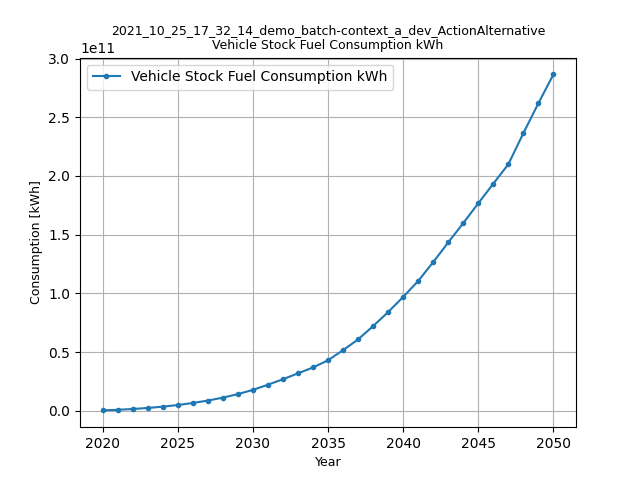 2021_10_25_17_32_14_demo_batch-context_a_dev_ActionAlternative
Vehicle Stock Fuel Consumption kWh
1e11
Vehicle Stock Fuel Consumption kWh
3.0
2.5
2.0
1.5
1.0
0.5
0.0
Consumption [kWh]
2020 2025 2030 2035 2040 2045 2050
Year